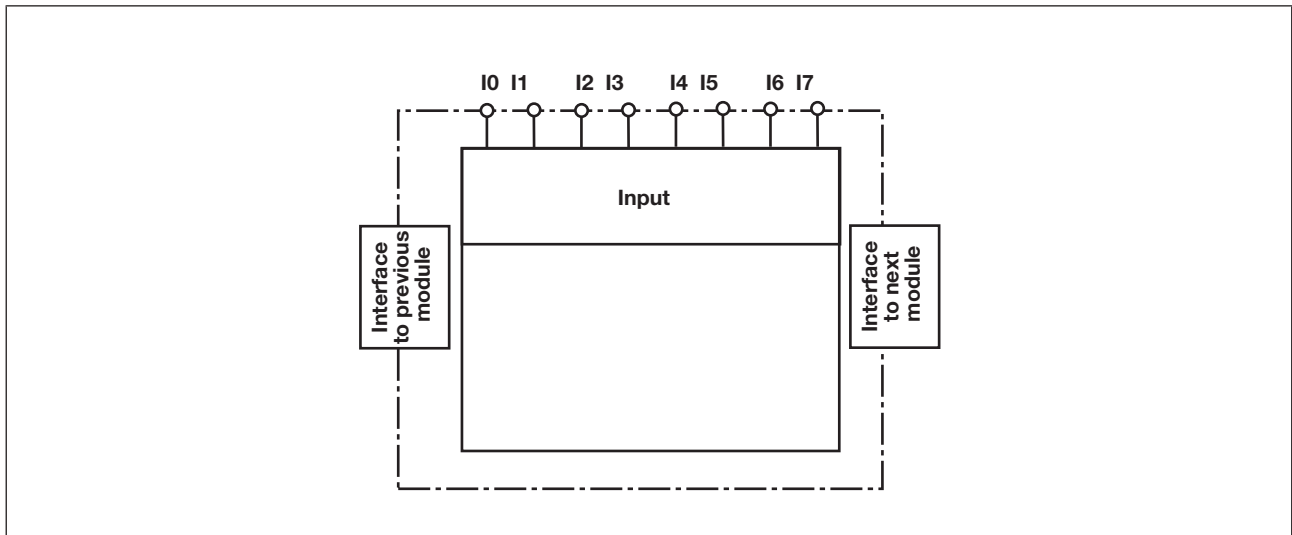 I0 I1 I2 I3 I4 I5 I6 I7
Input
Interface
to previous
module
Interface
to next
module